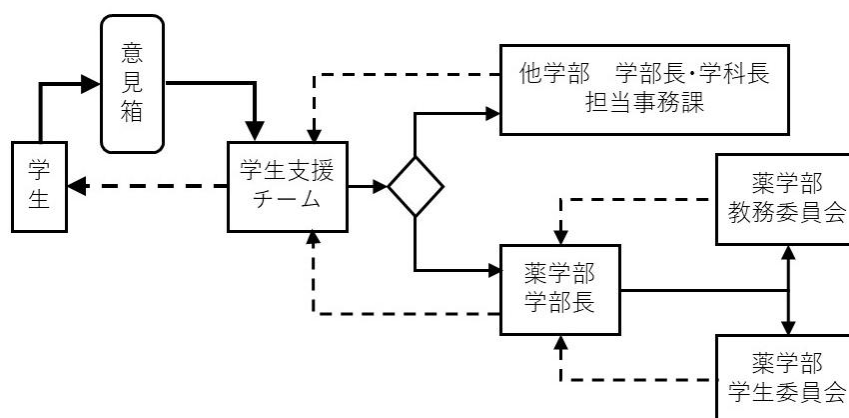 意見箱
学生
学生支援
チーム
他学部　学部長・学科長
担当事務課
薬学部
学部長
薬学部
教務委員会
薬学部
学生委員会